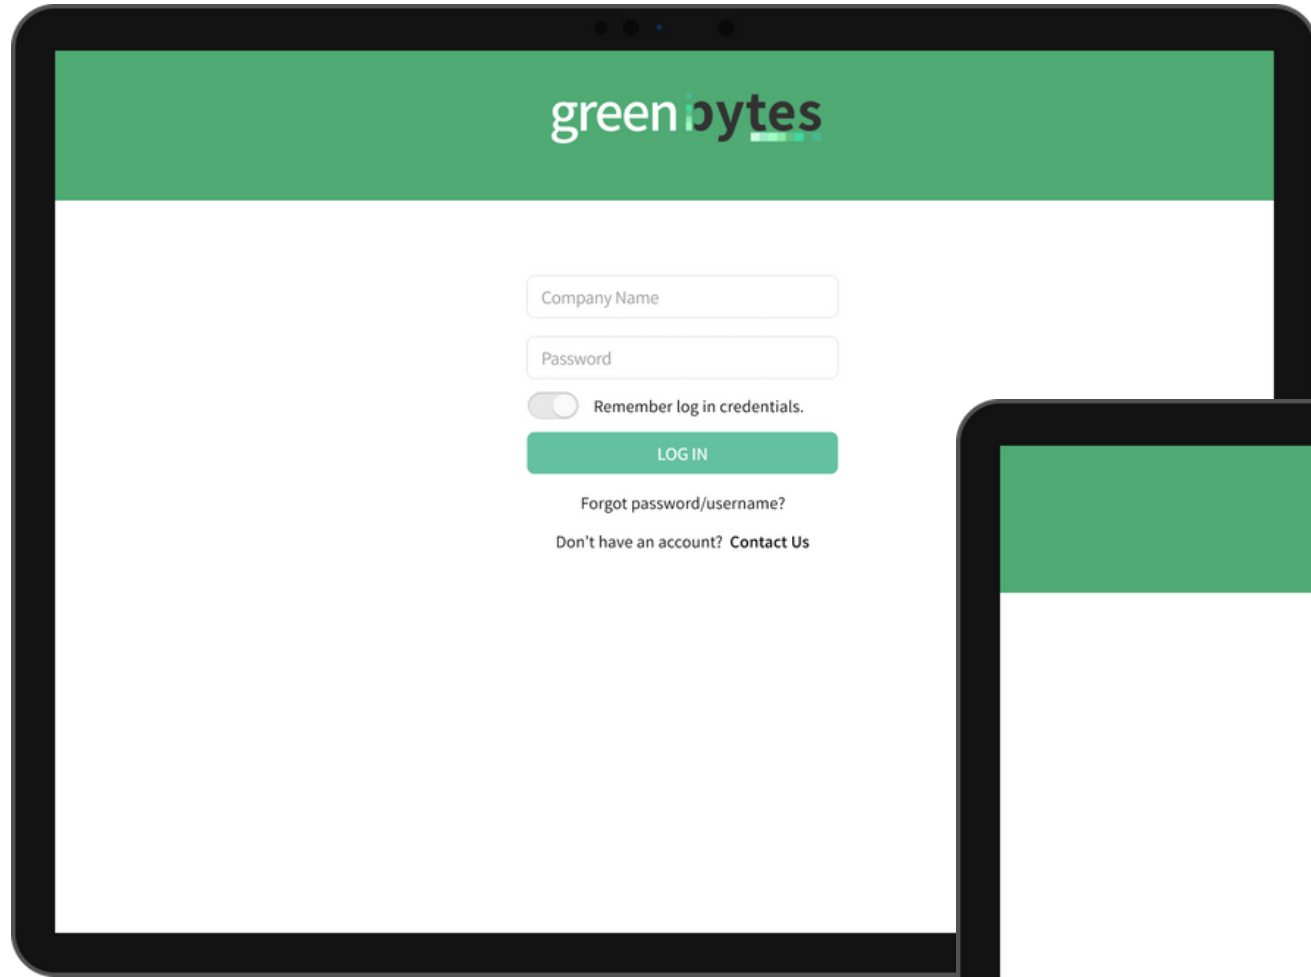 greenbytes
Company Name
Password
Remember log in credentials.
LOG IN
Forgot password/username?
Don't have an account? Contact Us